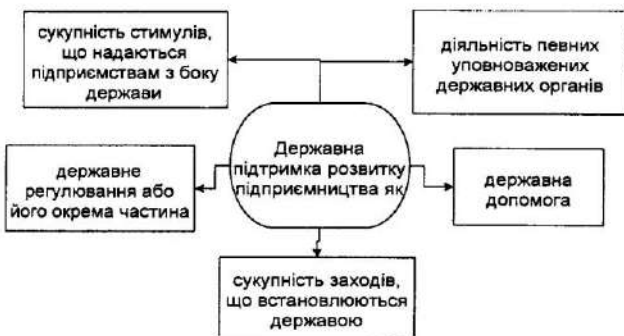 сукупність стимулів,
що надаються
підприємствам з боку
держави
діяльність певних
уповноважених
державних органів
Державна
підтримка розвитку
підприємництва як
державне
регулювання або
його окрема частина
державна
допомога
сукупність заходів,
що встановлюються
державою